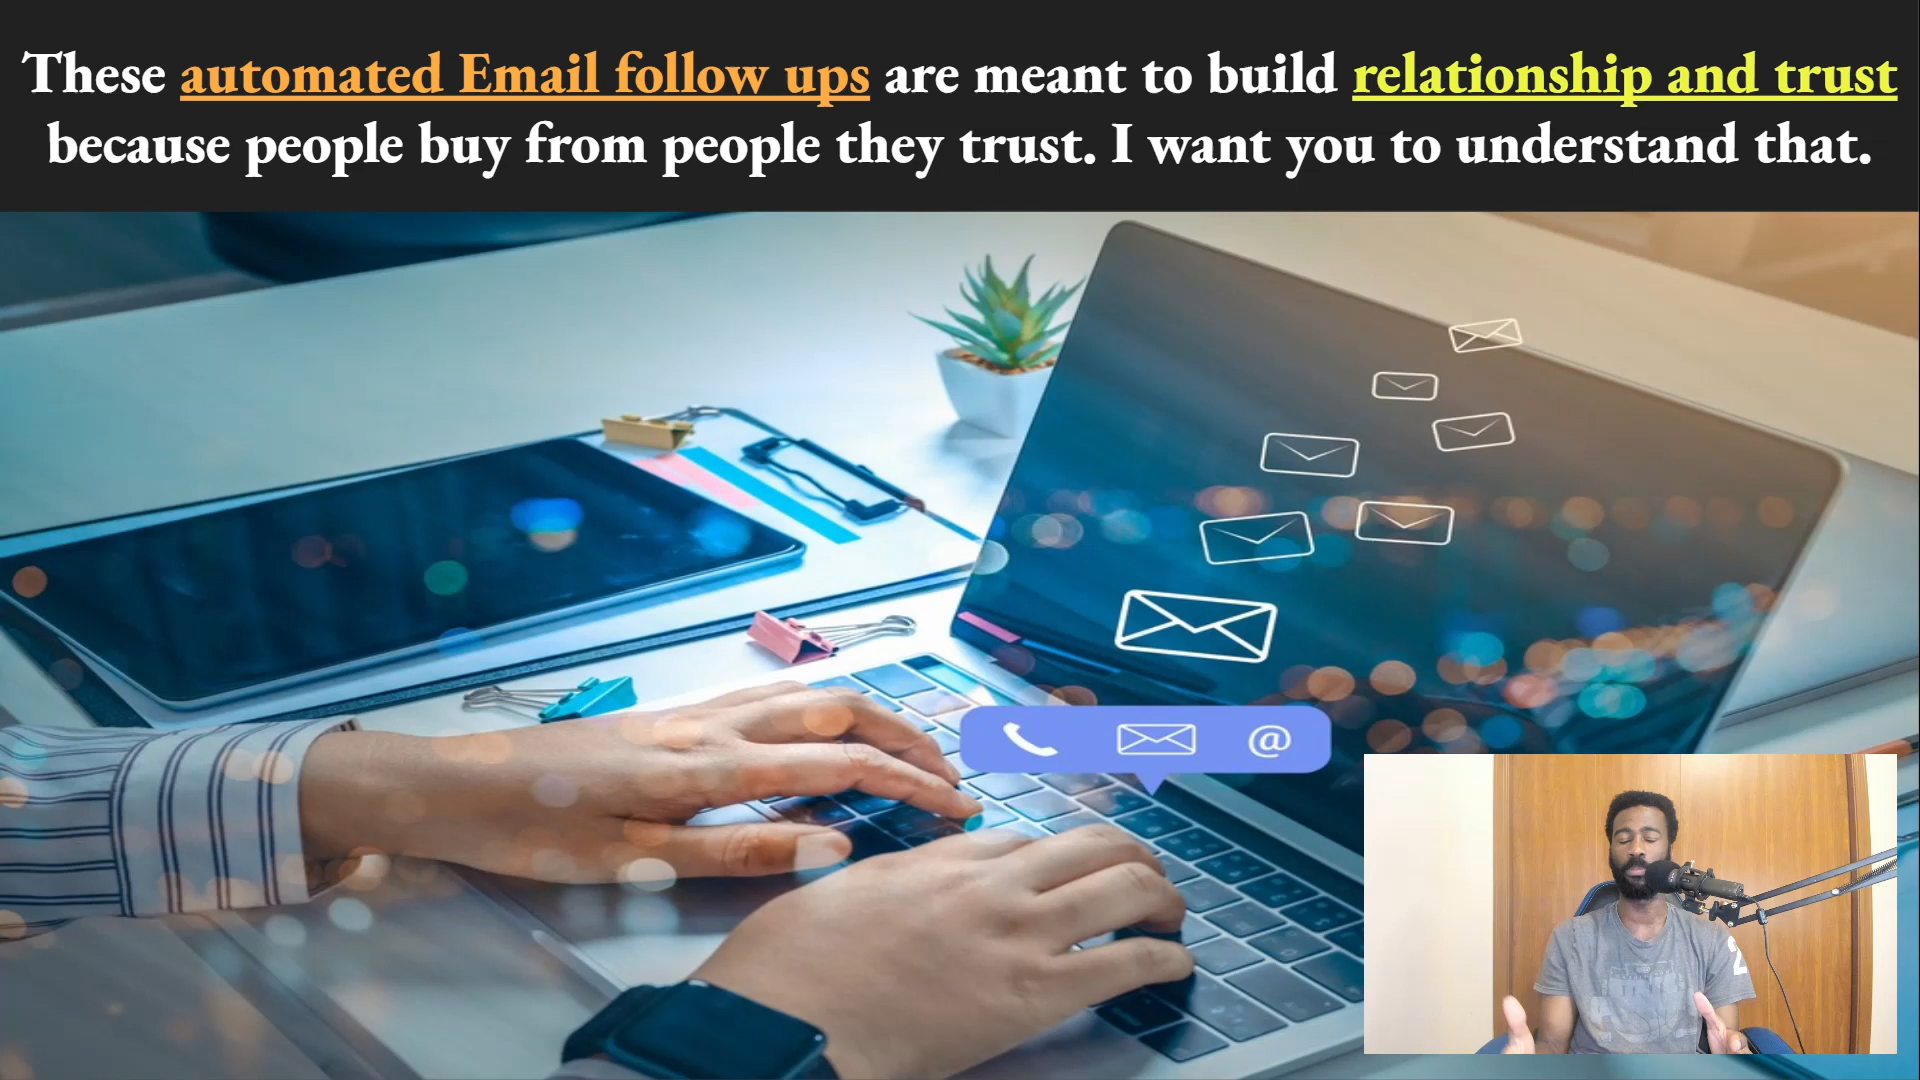 These automated Email follow ups are meant to build relationship and trust
because people buy from people they trust. I want you to understand that.
@
2